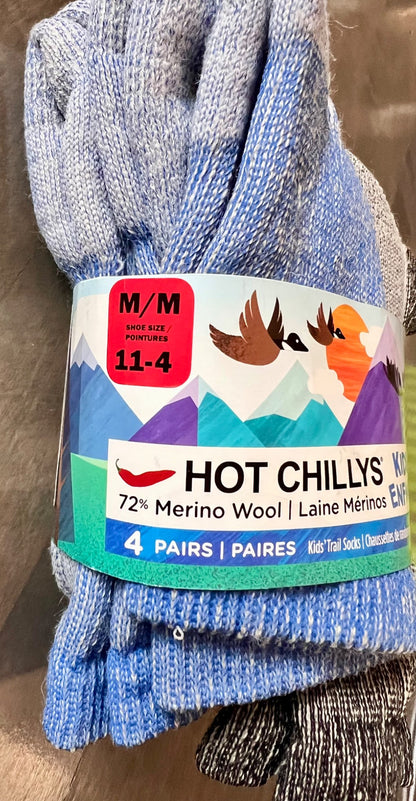 M/M
SHOE SIZE /
POINTURES
11-4
HOT CHILLYS®
72% Merino Wool | Laine Mérinos
4 PAIRS | PAIRES
Kids' Trail Socks |